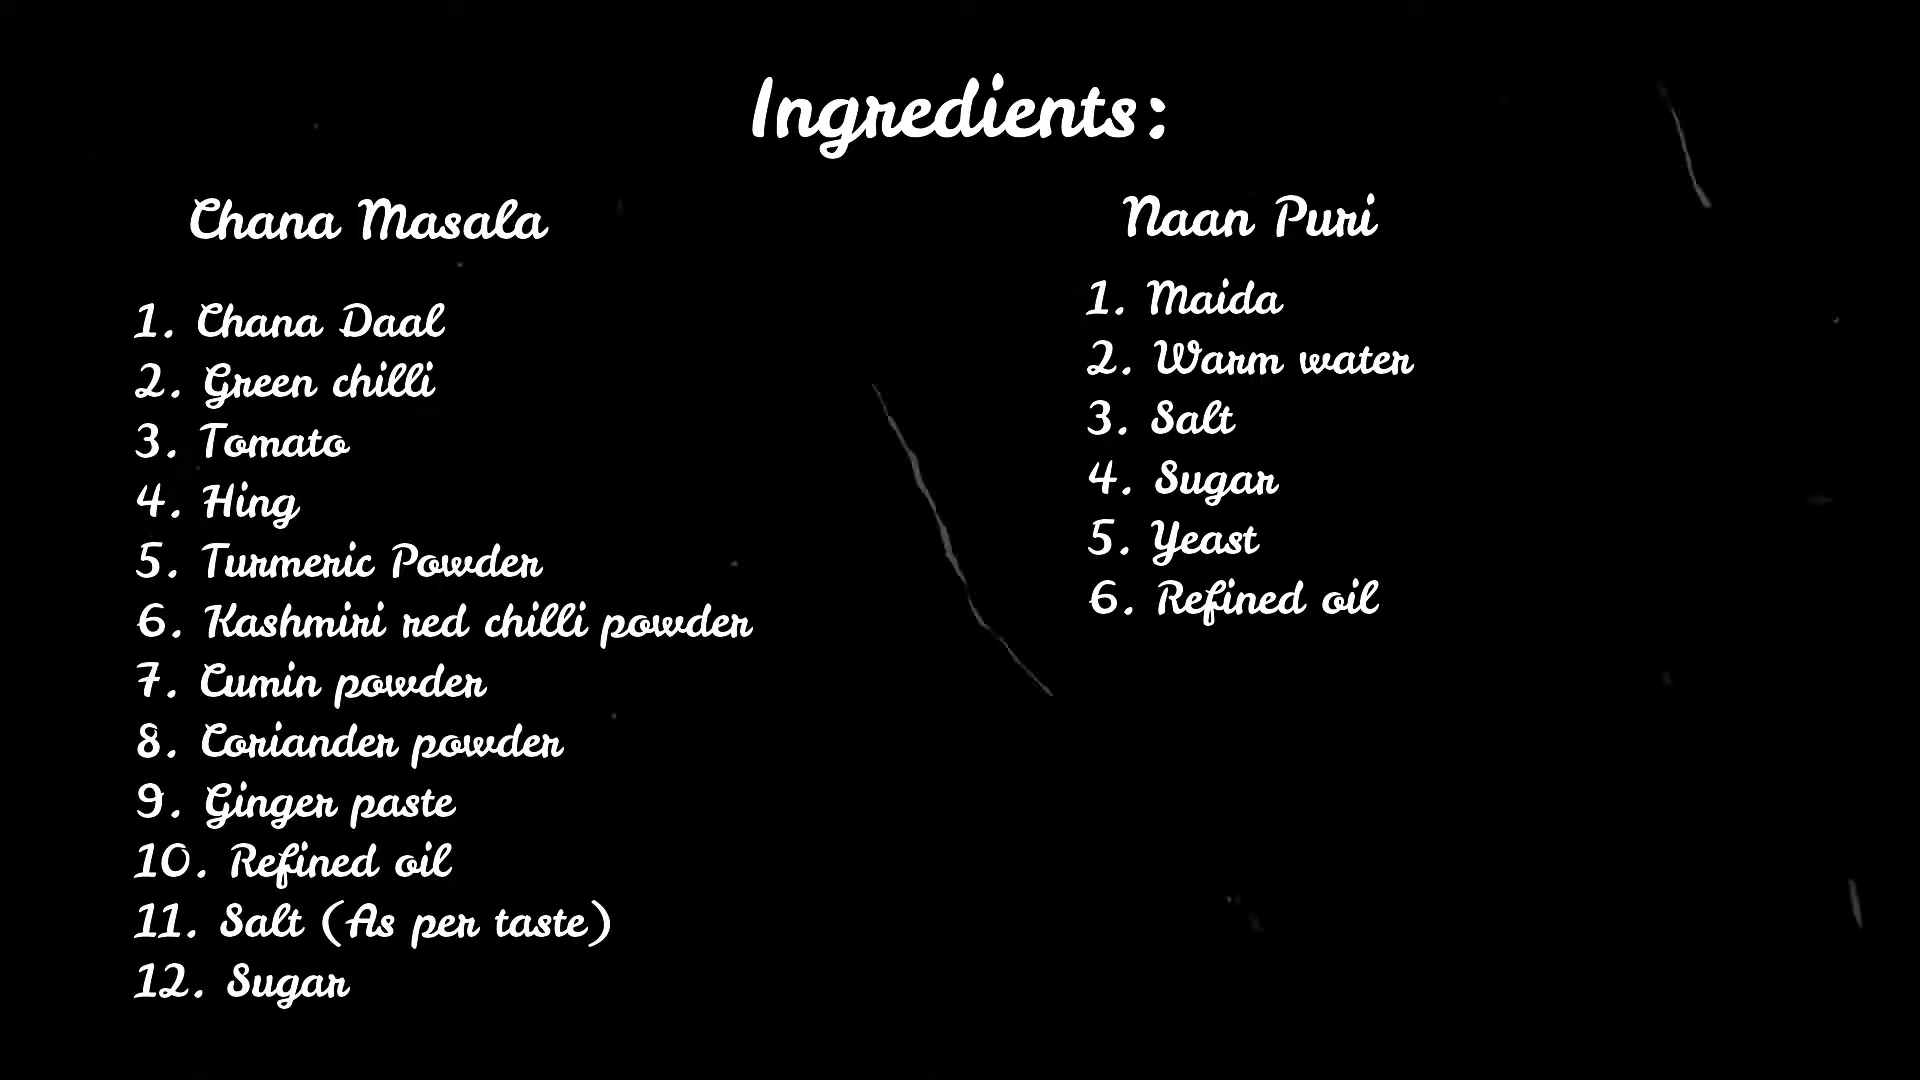 Ingredients:
Chana Masala
1. Chana Daal
2. Green chilli
3. Tomato
4. Hing
5. Turmeric Powder
6. Kashmiri red chilli powder
7. Cumin powder
8. Coriander powder
9. Ginger paste
10. Refined oil
11. Salt (As per taste)
12. Sugar
Naan Puri
1. Maida
2. Warm water
3. Salt
4. Sugar
5. Yeast
6. Refined oil